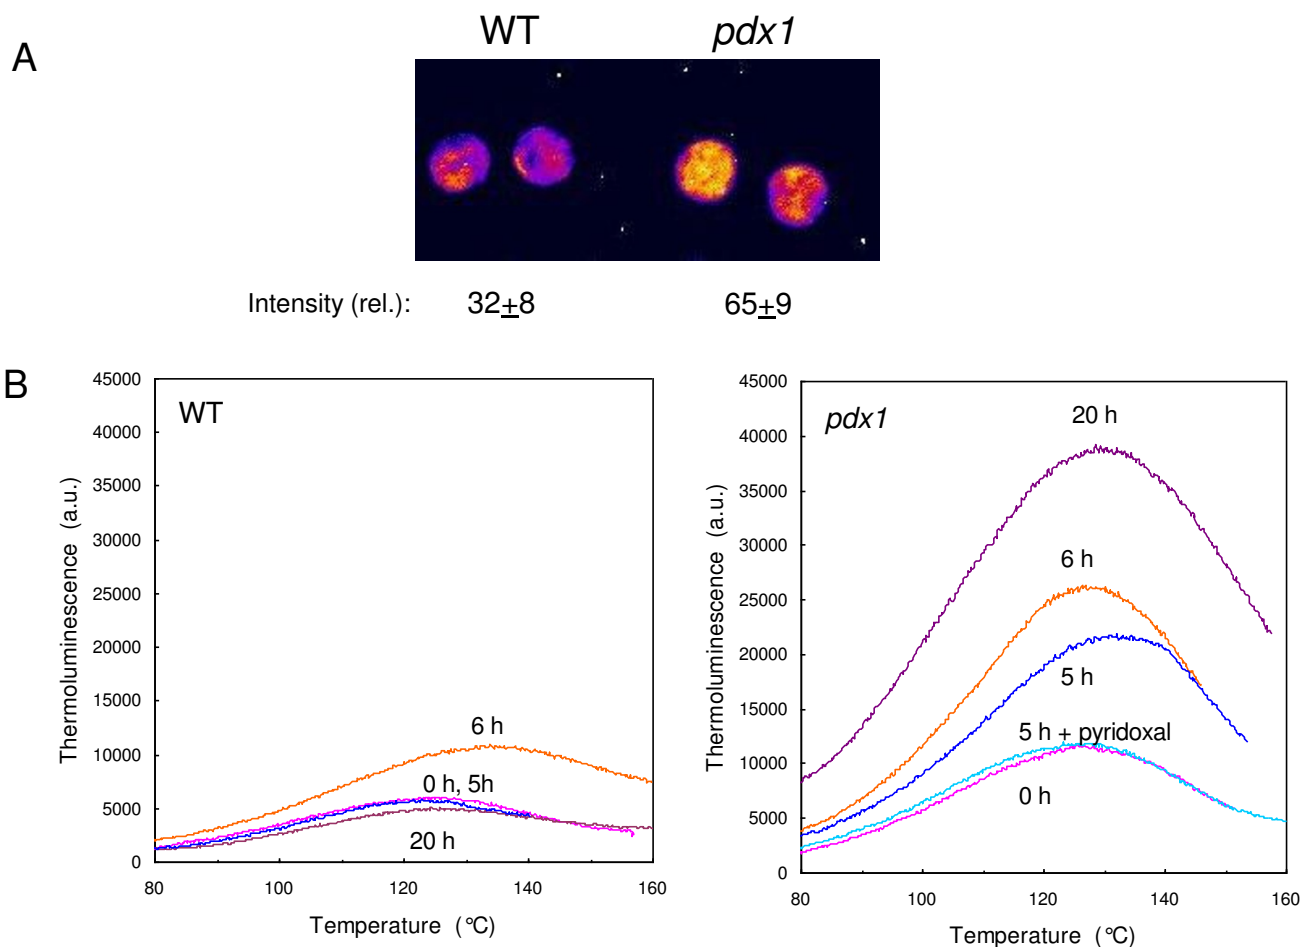 A
WT pdx1
Intensity (rel.): 32±8 65±9
B
WT
45000
40000
35000
30000
25000
20000
15000
10000
5000
0
Thermoluminescence (a.u.)
6 h
0 h, 5h
20 h
80 100 120 140 160
Temperature (°C)
pdx1
45000
40000
35000
30000
25000
20000
15000
10000
5000
0
Thermoluminescence (a.u.)
20 h
6 h
5 h
5 h + pyridoxal
0 h
80 100 120 140 160
Temperature (°C)